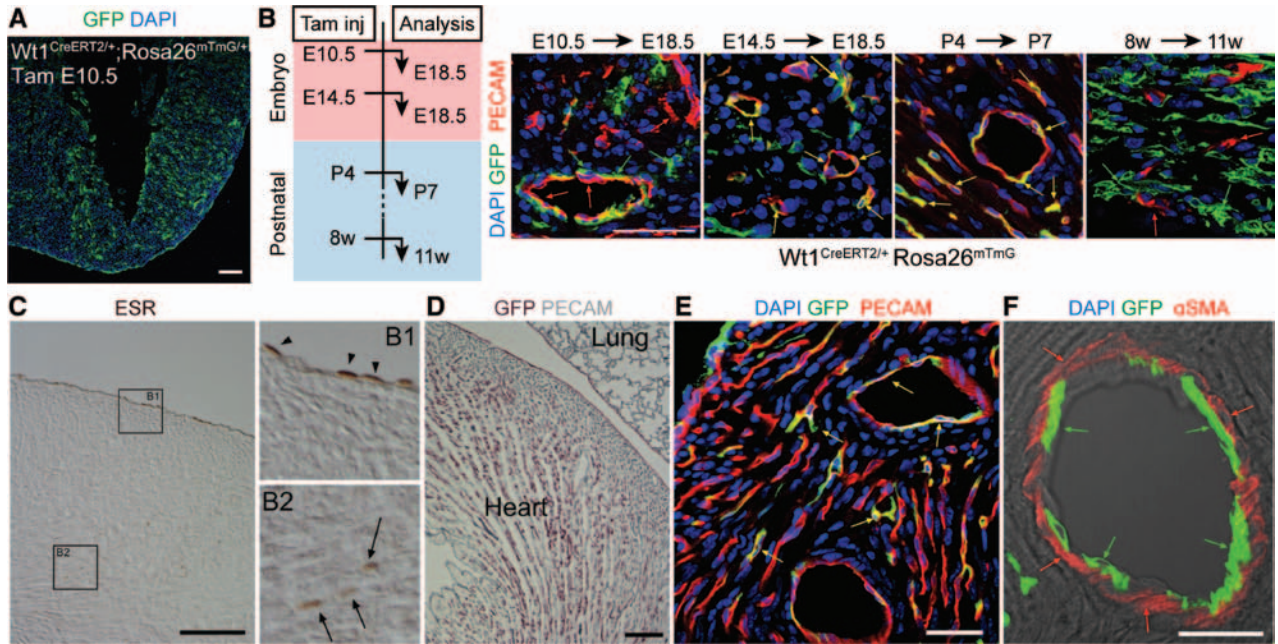 A
GFP DAPI
Wt1CreERT2/+;Rosa26mTmG/+
Tam E10.5
B
Tam inj
Analysis
Embryo
Postnatal
E10.5
E18.5
E14.5
E18.5
P4
P7
8w
11w
E10.5 → E18.5
E14.5 → E18.5
P4 → P7
8w → 11w
DAPI GFP PECAM
Wt1CreERT2/+ Rosa26mTmG
C
ESR
B1
B2
B1
B2
D
GFP PECAM
Lung
Heart
E
DAPI GFP PECAM
F
DAPI GFP αSMA